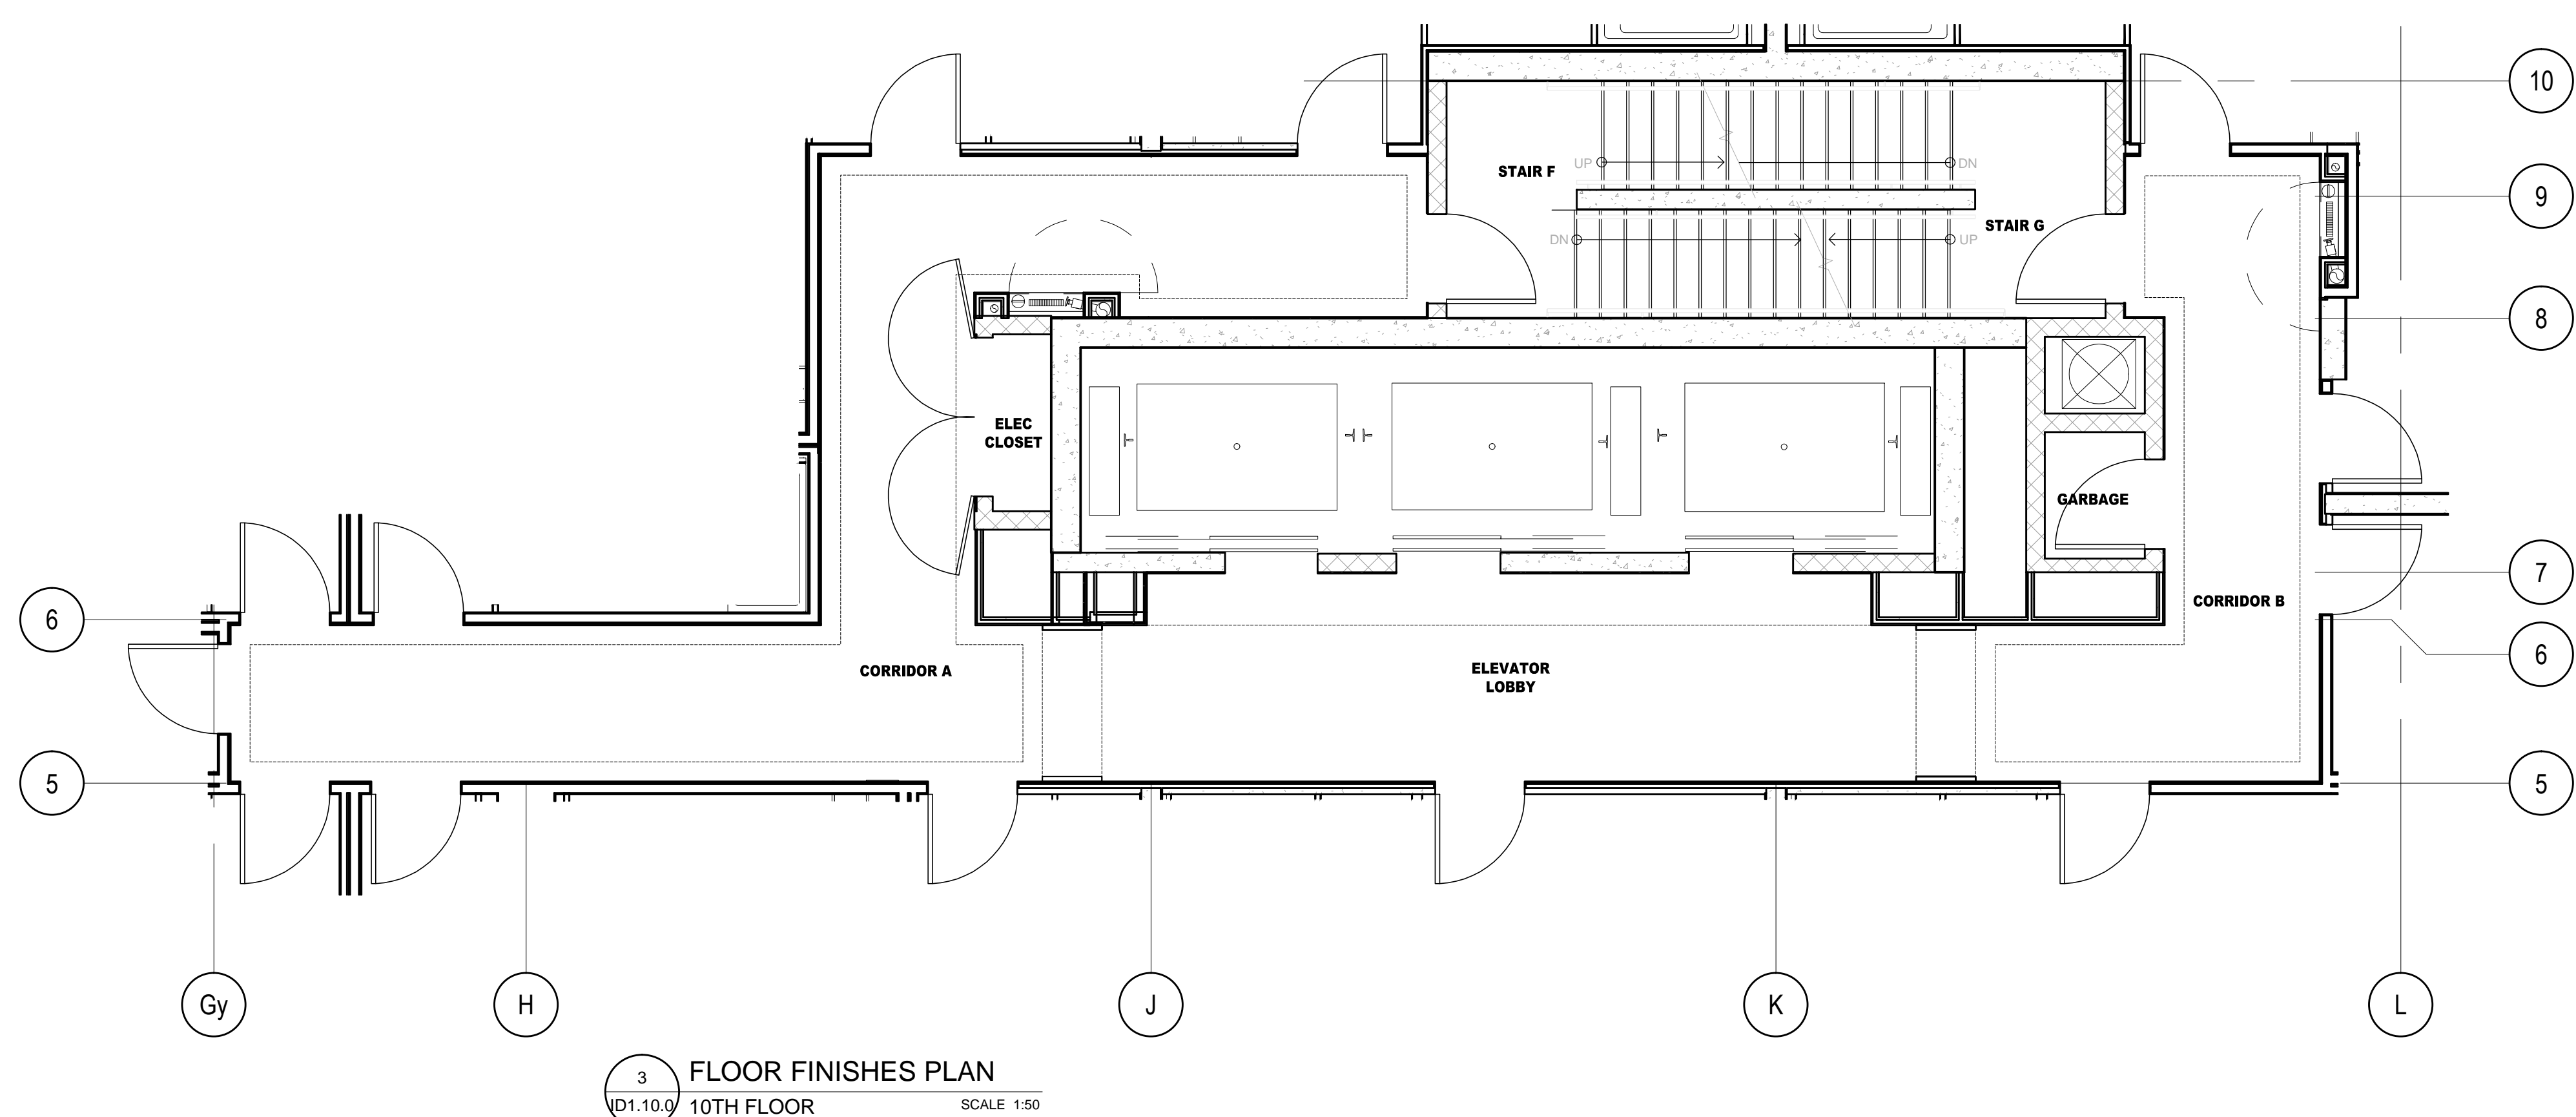 10
9
STAIR F
UP
DN
STAIR G
DN
UP
8
ELEC
CLOSET
GARBAGE
7
CORRIDOR B
6
6
CORRIDOR A
ELEVATOR
LOBBY
5
5
Gy
H
J
K
L
3
FLOOR FINISHES PLAN
ID1.10.0
10TH FLOOR
SCALE 1:50